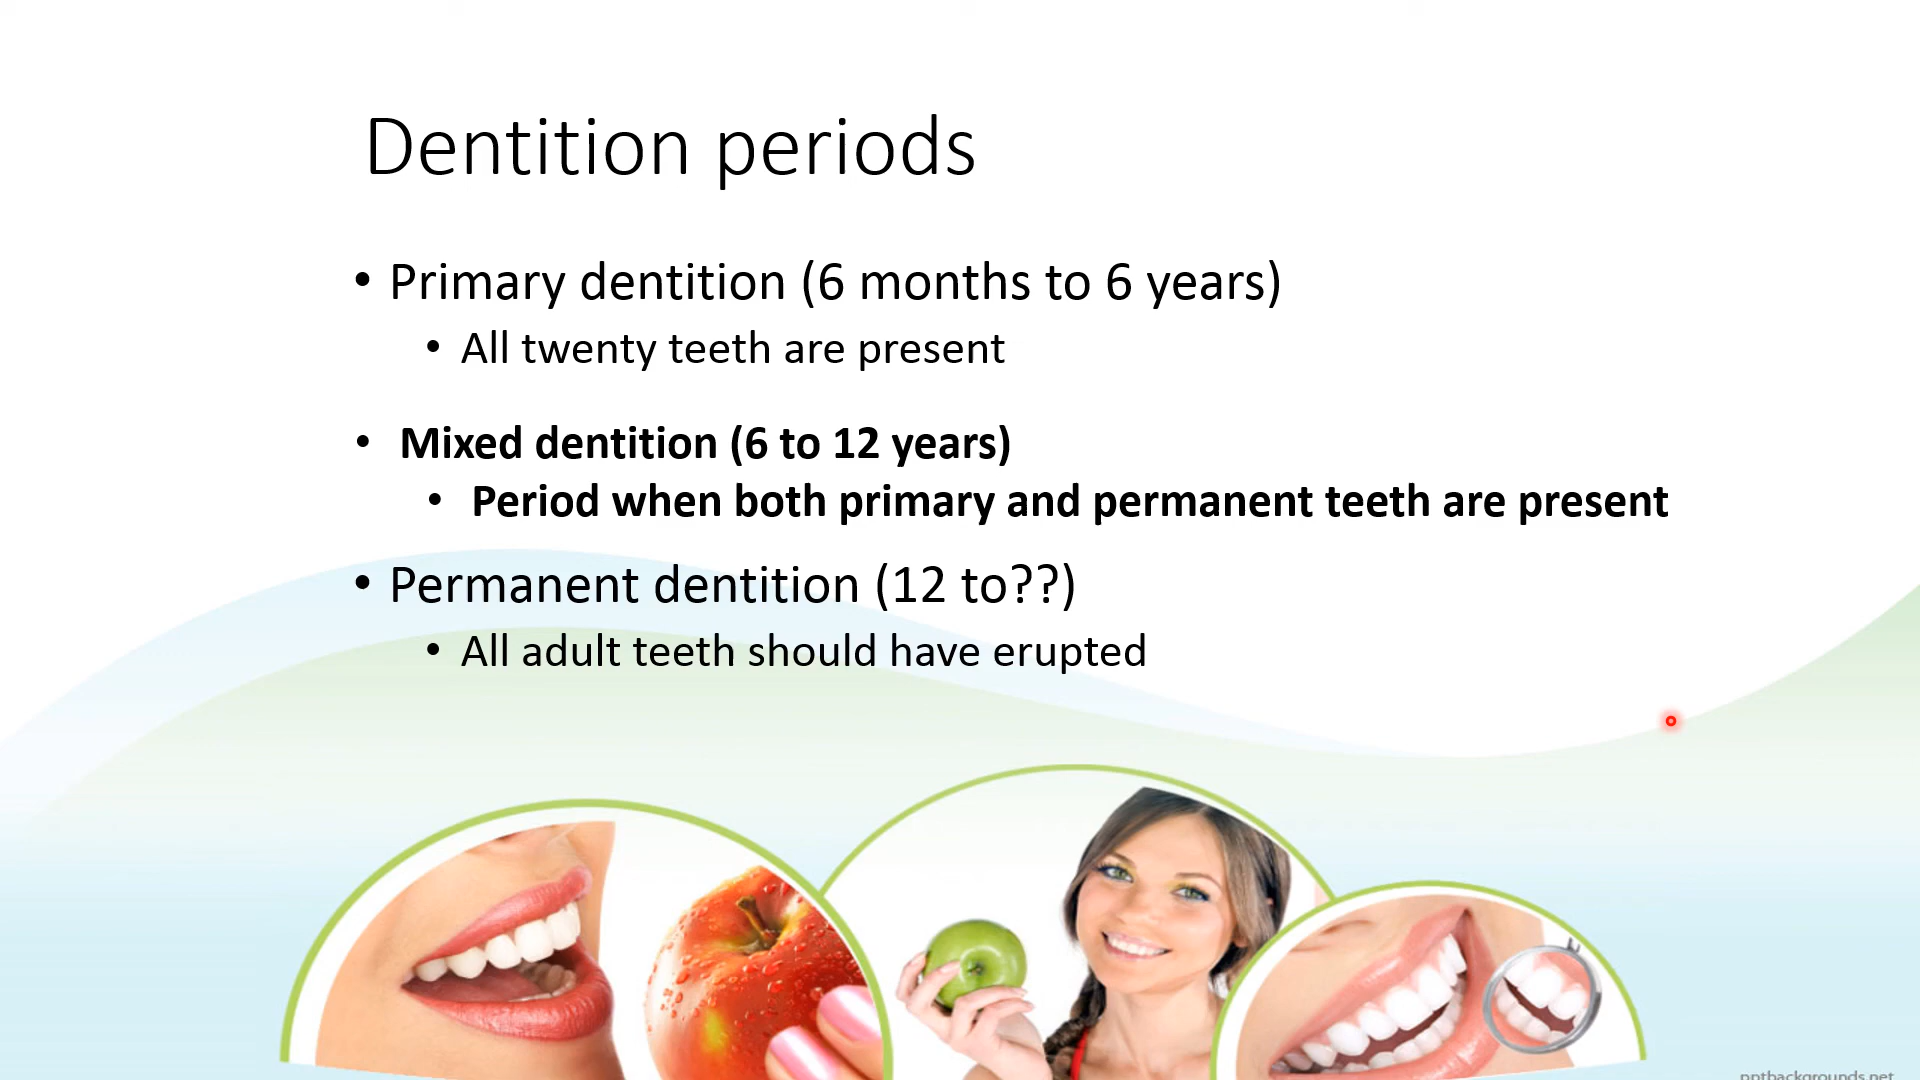 Dentition periods
• Primary dentition (6 months to 6 years)
• All twenty teeth are present
• Mixed dentition (6 to 12 years)
• Period when both primary and permanent teeth are present
• Permanent dentition (12 to??)
• All adult teeth should have erupted
pptbackgrounds.net